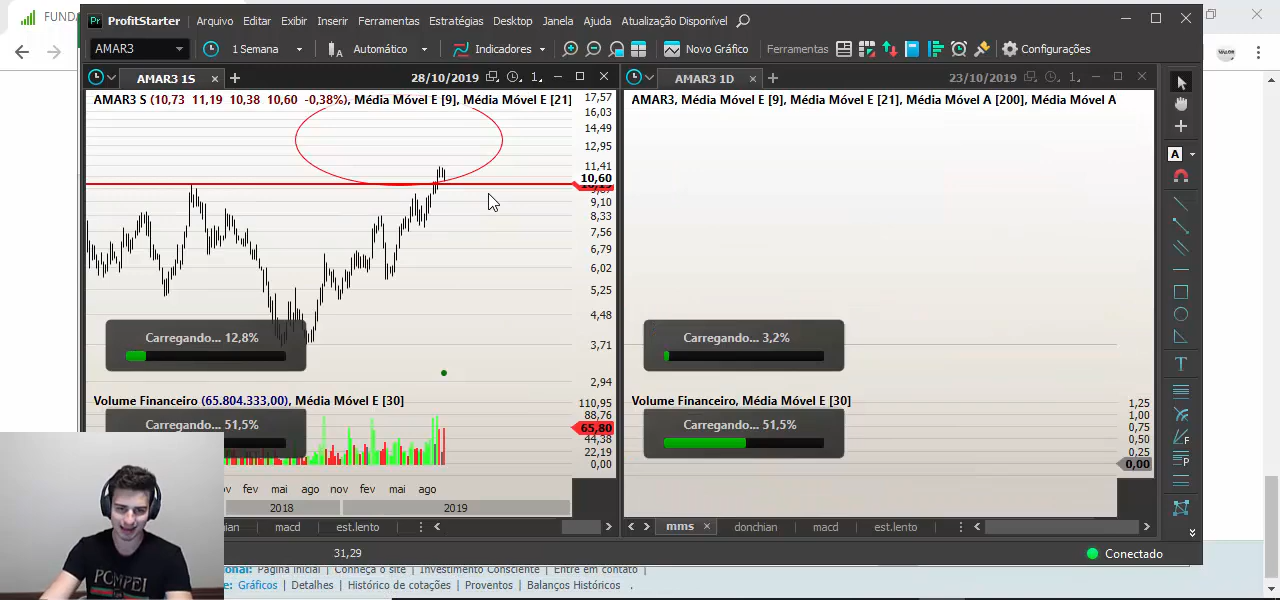 FUNDA
Pr ProfitStarter Arquivo Editar Exibir Inserir Ferramentas Estratégias Desktop Janela Ajuda Atualização Disponível
AMAR3 1 Semana Automático Indicadores Novo Gráfico Ferramentas Configurações
AMAR3 1S × + 28/10/2019 1
AMAR3 1D × + 23/10/2019 1
AMAR3 S (10,73 11,19 10,38 10,60 -0,38%), Média Móvel E [9], Média Móvel E [21]
AMAR3, Média Móvel E [9], Média Móvel E [21], Média Móvel A [200], Média Móvel A
17,57
16,03
14,49
12,95
11,41
10,60
9,10
8,33
7,56
6,79
6,02
5,25
4,48
3,71
2,94
A
T
F
P
Carregando... 12,8%
Carregando... 3,2%
Volume Financeiro (65.804.333,00), Média Móvel E [30]
Volume Financeiro, Média Móvel E [30]
Carregando... 51,5%
Carregando... 51,5%
110,95
88,76
65,80
44,38
22,19
0,00
1,25
1,00
0,75
0,50
0,25
0,00
ov fev mai ago nov fev mai ago
2018 2019
hian macd est.lento
mms × donchian macd est.lento
31,29
Conectado
POMPEI
onal: Página Inicial | Conheça o site | Investimento Consciente | Entre em contato |
e: Gráficos | Detalhes | Histórico de cotações | Proventos | Balanços Históricos .